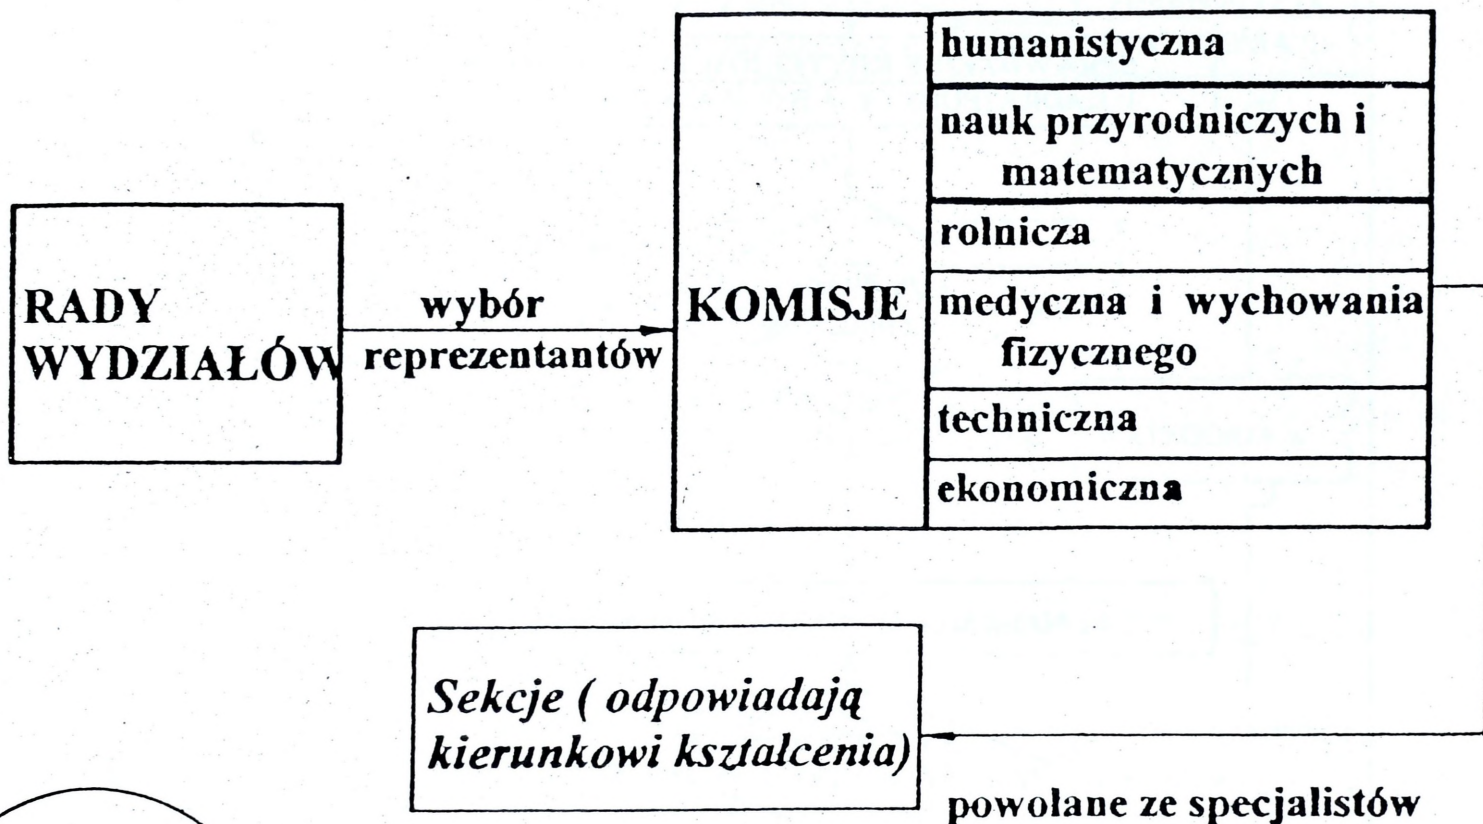 humanistyczna
nauk przyrodniczych i
matematycznych
rolnicza
RADY
WYDZIAŁÓW
wybór
reprezentantów
KOMISJE
medyczna i wychowania
fizycznego
techniczna
ekonomiczna
Sekcje ( odpowiadają
kierunkowi kształcenia)
powołane ze specjalistów